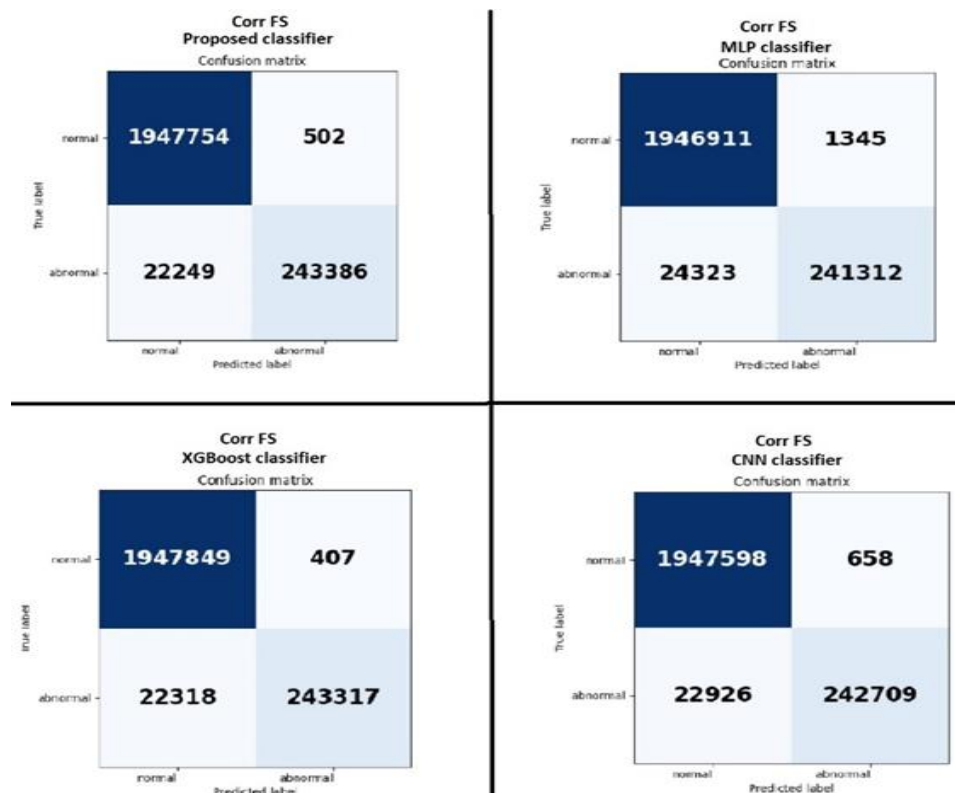 Corr FS
Proposed classifier
Confusion matrix
normal
1947754 502
True label
abnormal
22249 243386
normal abnormal
Predicted label
Corr FS
MLP classifier
Confusion matrix
normal
1946911 1345
True label
abnormal
24323 241312
normal abnormal
Predicted label
Corr FS
XGBoost classifier
Confusion matrix
normal
1947849 407
True label
abnormal
22318 243317
normal abnormal
Predicted label
Corr FS
CNN classifier
Confusion matrix
normal
1947598 658
True label
abnormal
22926 242709
normal abnormal
Predicted label